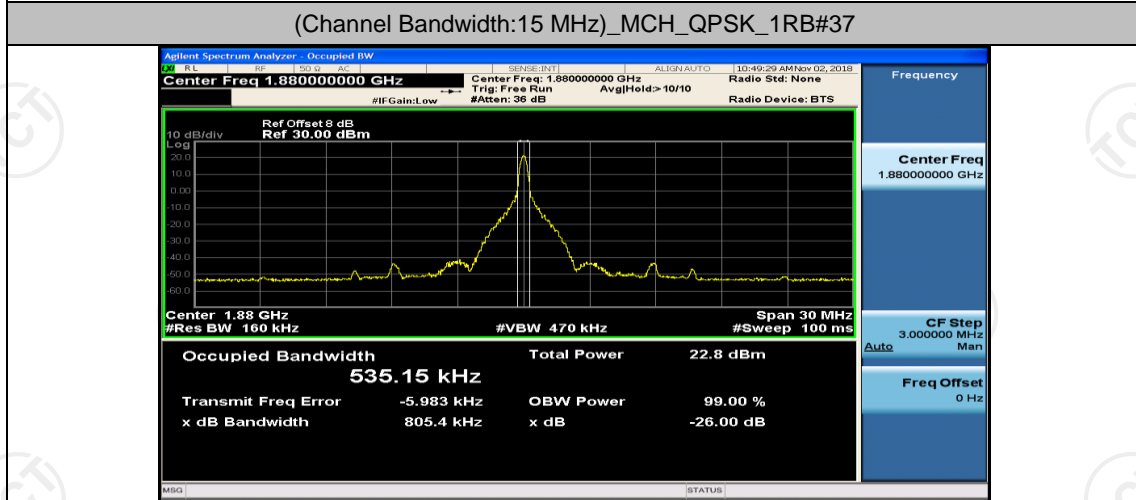 (Channel Bandwidth:15 MHz)_MCH_QPSK_1RB#37
Agilent Spectrum Analyzer - Occupied BW
LXI RL RF 50 Ω AC SENSE:INT ALIGN AUTO 10:49:29 AM Nov 02, 2018
Center Freq 1.880000000 GHz
Center Freq: 1.880000000 GHz
Radio Std: None
Trig: Free Run Avg|Hold:>10/10
#IFGain:Low #Atten: 36 dB Radio Device: BTS
Frequency
Ref Offset 8 dB
10 dB/div Ref 30.00 dBm
Log
20.0
10.0
0.00
-10.0
-20.0
-30.0
-40.0
-50.0
-60.0
Center Freq
1.880000000 GHz
Center 1.88 GHz Span 30 MHz
#Res BW 160 kHz #VBW 470 kHz #Sweep 100 ms
CF Step
3.000000 MHz
Auto Man
Freq Offset
0 Hz
Occupied Bandwidth Total Power 22.8 dBm
535.15 kHz
Transmit Freq Error -5.983 kHz OBW Power 99.00 %
x dB Bandwidth 805.4 kHz x dB -26.00 dB
MSG STATUS